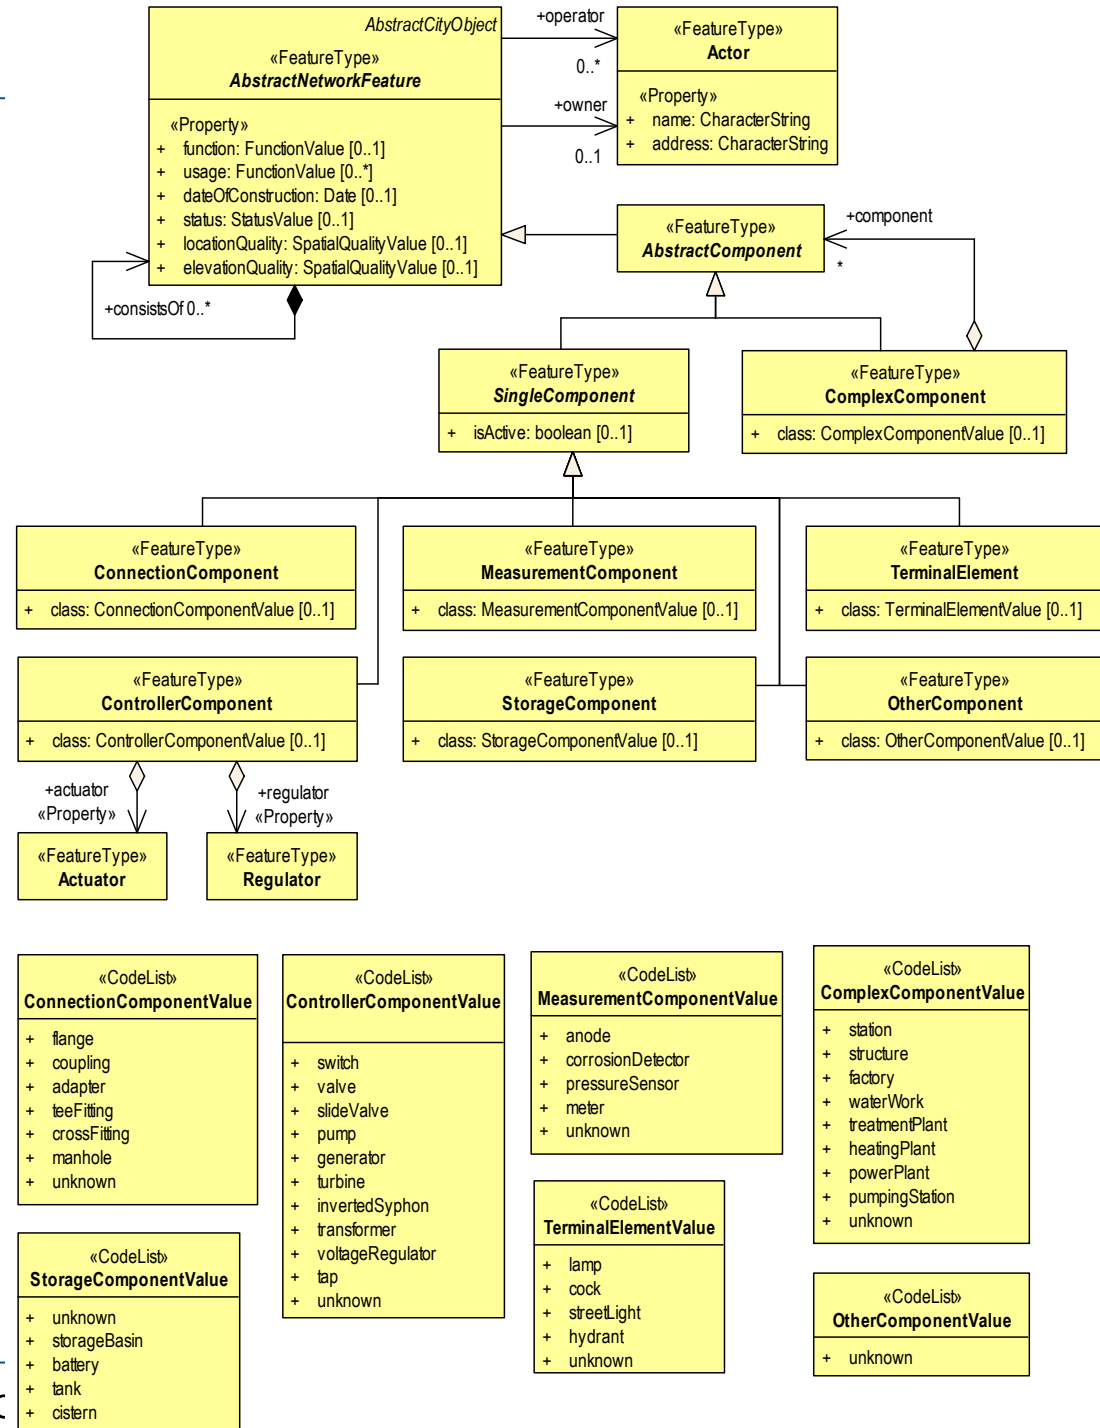 AbstractCityObject
«FeatureType»
AbstractNetworkFeature
«Property»
+ function: FunctionValue [0..1]
+ usage: FunctionValue [0..*]
+ dateOfConstruction: Date [0..1]
+ status: StatusValue [0..1]
+ locationQuality: SpatialQualityValue [0..1]
+ elevationQuality: SpatialQualityValue [0..1]
+consistsOf 0..*
+operator
0..*
+owner
0..1
«FeatureType»
Actor
«Property»
+ name: CharacterString
+ address: CharacterString
«FeatureType»
AbstractComponent
+component
*
«FeatureType»
SingleComponent
+ isActive: boolean [0..1]
«FeatureType»
ComplexComponent
+ class: ComplexComponentValue [0..1]
«FeatureType»
ConnectionComponent
+ class: ConnectionComponentValue [0..1]
«FeatureType»
MeasurementComponent
+ class: MeasurementComponentValue [0..1]
«FeatureType»
TerminalElement
+ class: TerminalElementValue [0..1]
«FeatureType»
ControllerComponent
+ class: ControllerComponentValue [0..1]
«FeatureType»
StorageComponent
+ class: StorageComponentValue [0..1]
«FeatureType»
OtherComponent
+ class: OtherComponentValue [0..1]
+actuator
«Property»
+regulator
«Property»
«FeatureType»
Actuator
«FeatureType»
Regulator
«CodeList»
ConnectionComponentValue
+ flange
+ coupling
+ adapter
+ teeFitting
+ crossFitting
+ manhole
+ unknown
«CodeList»
ControllerComponentValue
+ switch
+ valve
+ slideValve
+ pump
+ generator
+ turbine
+ invertedSyphon
+ transformer
+ voltageRegulator
+ tap
+ unknown
«CodeList»
MeasurementComponentValue
+ anode
+ corrosionDetector
+ pressureSensor
+ meter
+ unknown
«CodeList»
ComplexComponentValue
+ station
+ structure
+ factory
+ waterWork
+ treatmentPlant
+ heatingPlant
+ powerPlant
+ pumpingStation
+ unknown
«CodeList»
StorageComponentValue
+ unknown
+ storageBasin
+ battery
+ tank
+ cistern
«CodeList»
TerminalElementValue
+ lamp
+ cock
+ streetLight
+ hydrant
+ unknown
«CodeList»
OtherComponentValue
+ unknown